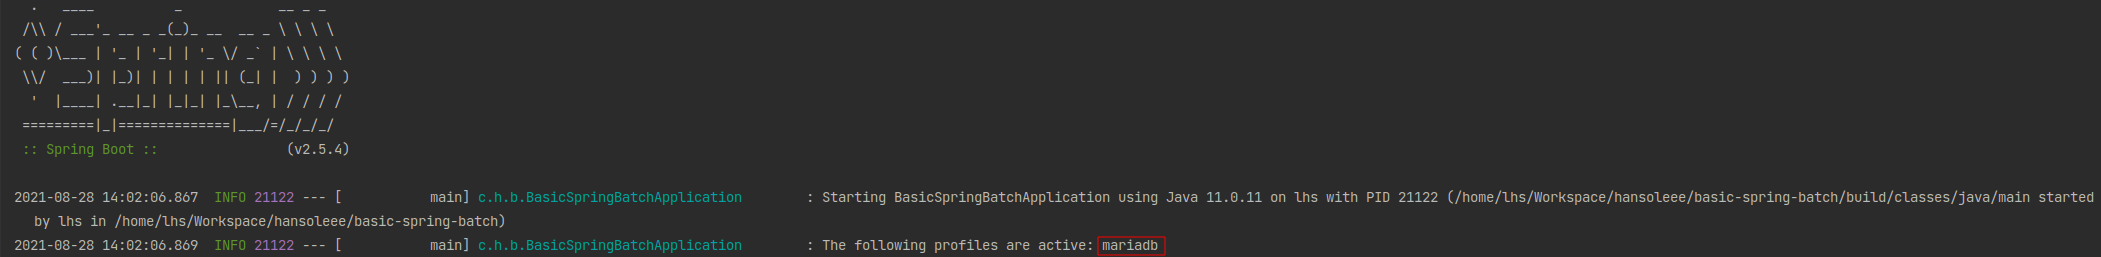 .   ____          _            __ _ _
 /\\ / ___'_ __ _ _(_)_ __  __ _ \ \ \ \
( ( )\___ | '_ | '_| | '_ \/ _` | \ \ \ \
 \\/  ___)| |_)| | | | | || (_| |  ) ) ) )
  '  |____| .__|_| |_|_| |_\__, | / / / /
 =========|_|==============|___/=/_/_/_/
 :: Spring Boot ::                (v2.5.4)
2021-08-28 14:02:06.867  INFO 21122 --- [           main] c.h.b.BasicSpringBatchApplication        : Starting BasicSpringBatchApplication using Java 11.0.11 on lhs with PID 21122 (/home/lhs/Workspace/hansoleee/basic-spring-batch/build/classes/java/main started
by lhs in /home/lhs/Workspace/hansoleee/basic-spring-batch)
2021-08-28 14:02:06.869  INFO 21122 --- [           main] c.h.b.BasicSpringBatchApplication        : The following profiles are active: mariadb